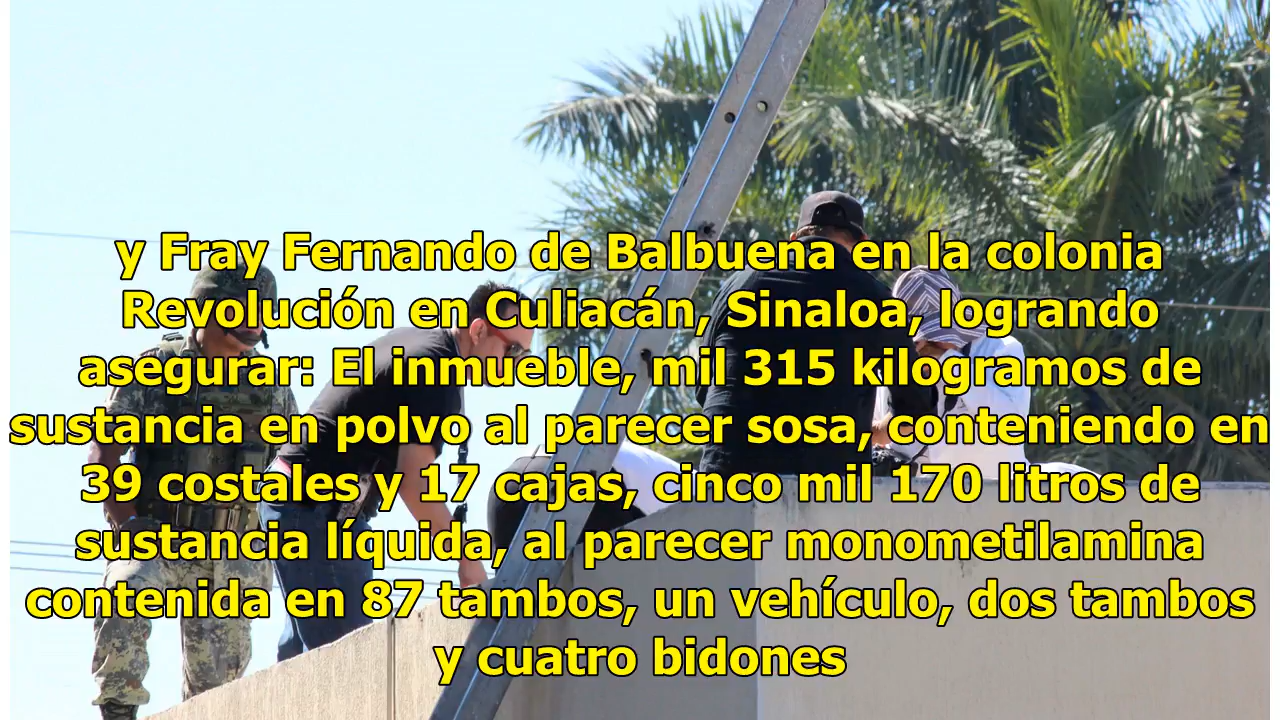 y Fray Fernando de Balbuena en la colonia
Revolución en Culiacán, Sinaloa, logrando
asegurar: El inmueble, mil 315 kilogramos de
sustancia en polvo al parecer sosa, conteniendo en
39 costales y 17 cajas, cinco mil 170 litros de
sustancia líquida, al parecer monometilamina
contenida en 87 tambos, un vehículo, dos tambos
y cuatro bidones